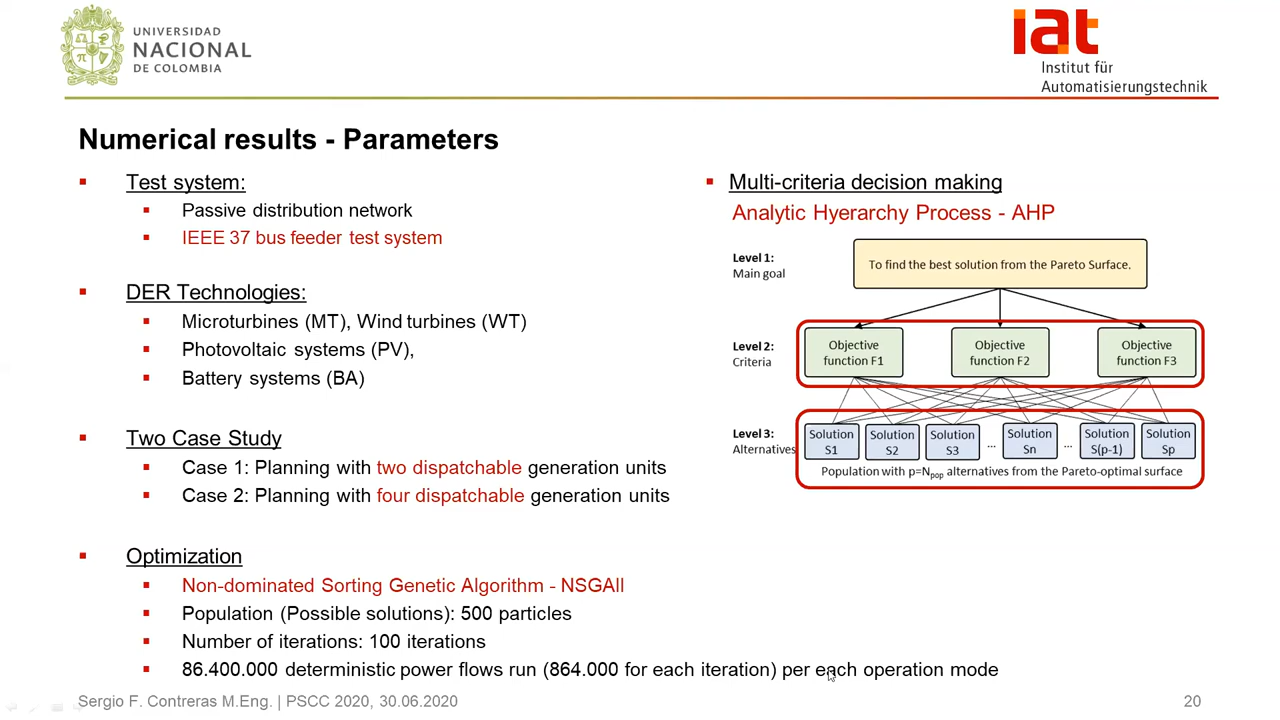 UNIVERSIDAD
NACIONAL
DE COLOMBIA
iat
Institut für
Automatisierungstechnik
Numerical results - Parameters
Test system:
Passive distribution network
IEEE 37 bus feeder test system
DER Technologies:
Microturbines (MT), Wind turbines (WT)
Photovoltaic systems (PV),
Battery systems (BA)
Two Case Study
Case 1: Planning with two dispatchable generation units
Case 2: Planning with four dispatchable generation units
Optimization
Non-dominated Sorting Genetic Algorithm - NSGAII
Population (Possible solutions): 500 particles
Number of iterations: 100 iterations
86.400.000 deterministic power flows run (864.000 for each iteration) per each operation mode
Multi-criteria decision making
Analytic Hyerarchy Process - AHP
Level 1:
Main goal
To find the best solution from the Pareto Surface.
Level 2:
Criteria
Objective
function F1
Objective
function F2
Objective
function F3
Level 3:
Alternatives
Solution
S1
Solution
S2
Solution
S3
...
Solution
Sn
...
Solution
S(p-1)
Solution
Sp
Population with p=Npop alternatives from the Pareto-optimal surface
Sergio F. Contreras M.Eng. | PSCC 2020, 30.06.2020
20